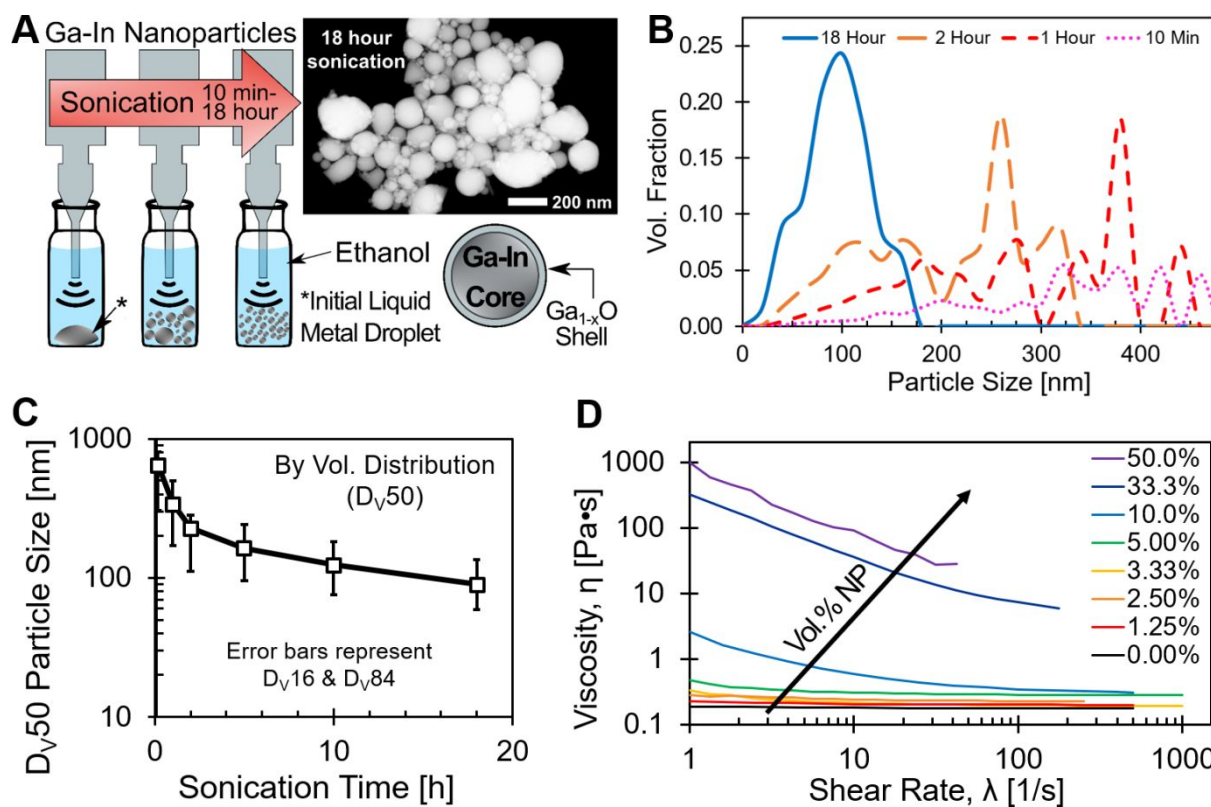 A
Ga-In Nanoparticles
Sonication 10 min-
18 hour
18 hour
sonication
200 nm
Ethanol
*
*Initial Liquid
Metal Droplet
Ga-In
Core
Ga1-xO
Shell
B
18 Hour 2 Hour 1 Hour 10 Min
0.25
0.20
0.15
0.10
0.05
0.00
Vol. Fraction
0 100 200 300 400
Particle Size [nm]
C
1000
100
10
DV50 Particle Size [nm]
By Vol. Distribution
(DV50)
Error bars represent
DV16 & DV84
0 10 20
Sonication Time [h]
D
1000
100
10
1
0.1
Viscosity, η [Pa•s]
Vol.% NP
50.0%
33.3%
10.0%
5.00%
3.33%
2.50%
1.25%
0.00%
1 10 100 1000
Shear Rate, λ [1/s]